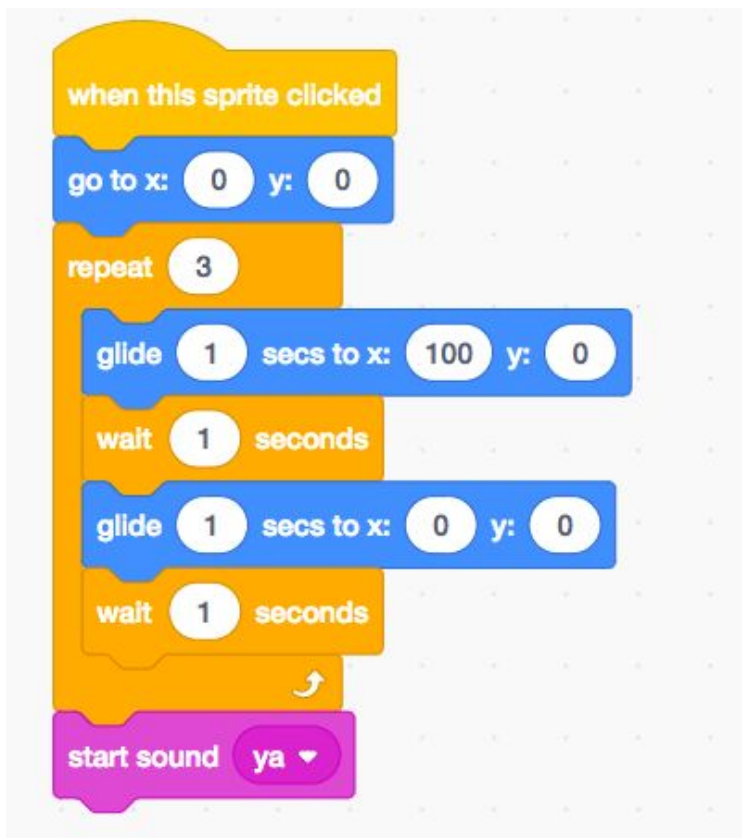 when this sprite clicked
go to x: 0 y: 0
repeat 3
glide 1 secs to x: 100 y: 0
wait 1 seconds
glide 1 secs to x: 0 y: 0
wait 1 seconds
start sound ya